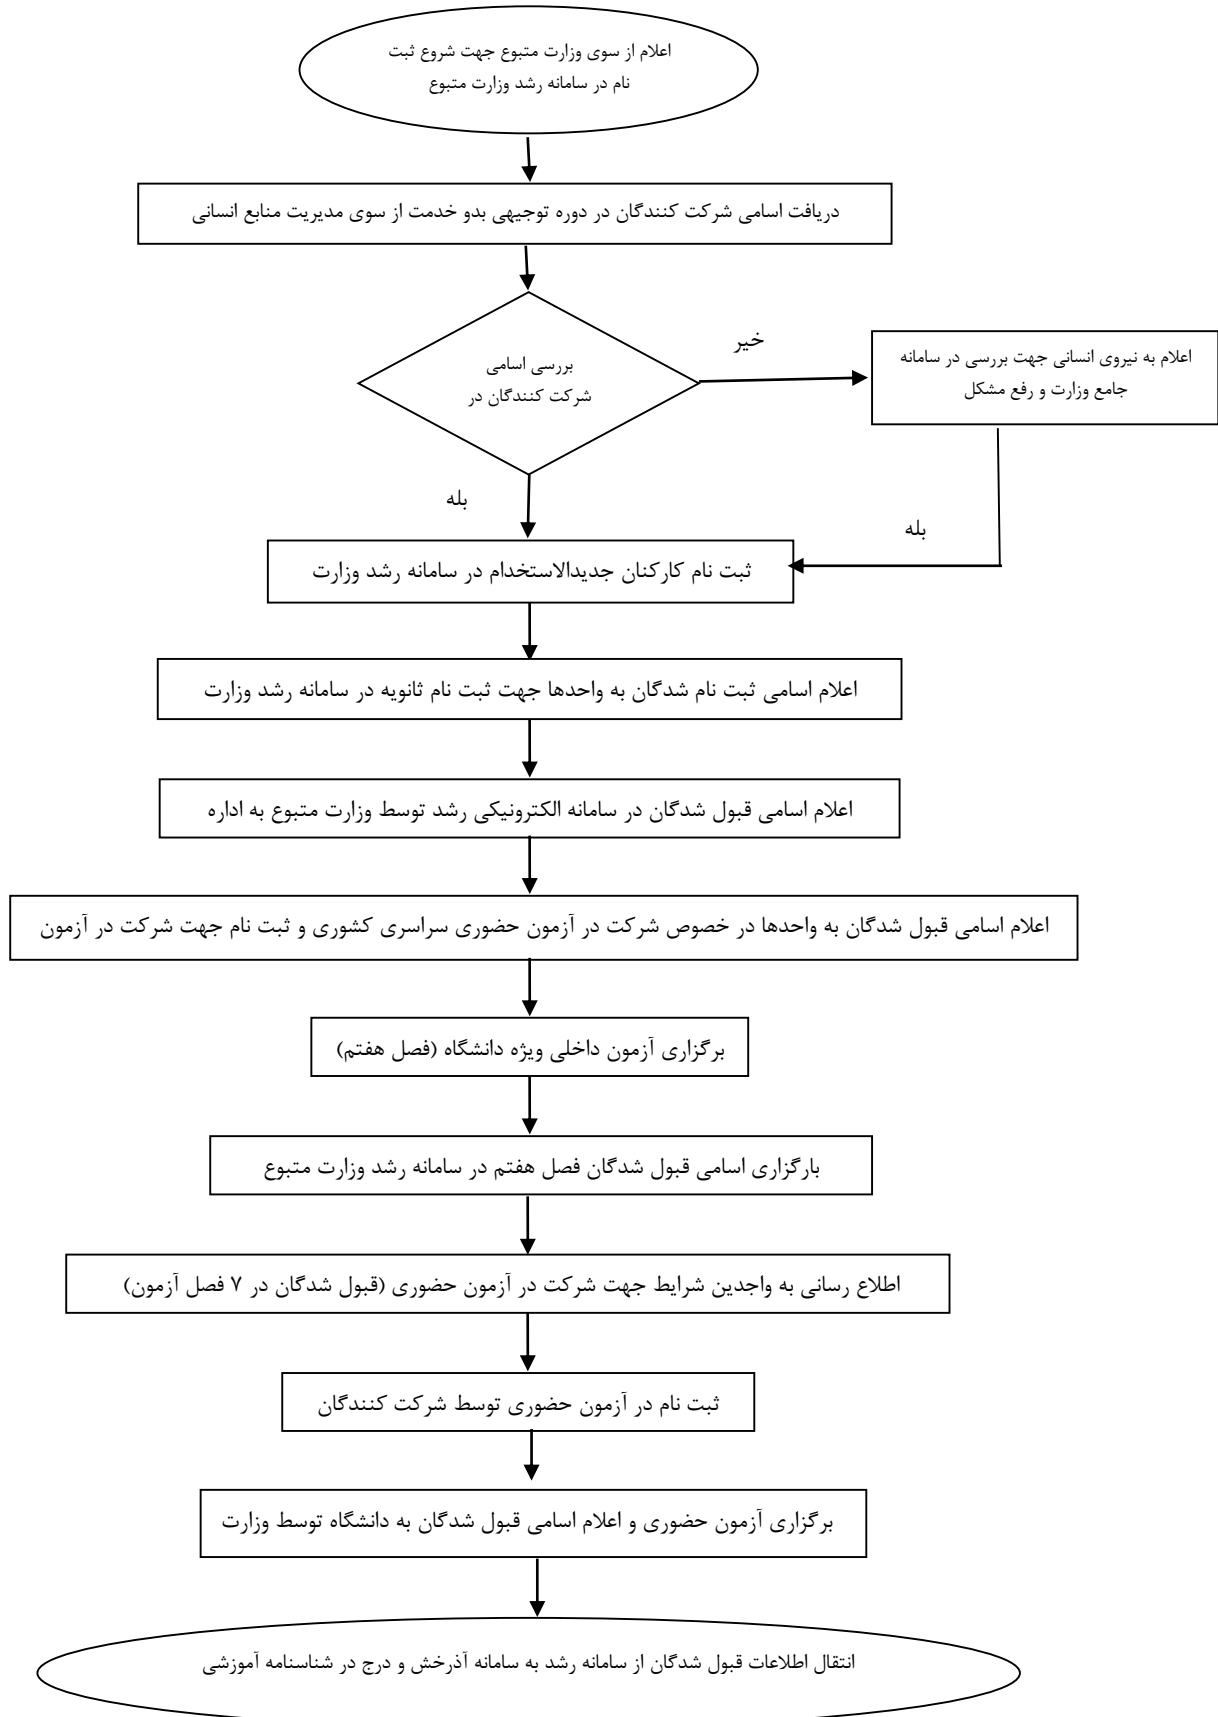 اعلام از سوی وزارت متبوع جهت شروع ثبت
نام در سامانه رشد وزارت متبوع
دریافت اسامی شرکت کنندگان در دوره توجیهی بدو خدمت از سوی مدیریت منابع انسانی
بررسی اسامی
شرکت کنندگان در
خیر
اعلام به نیروی انسانی جهت بررسی در سامانه
جامع وزارت و رفع مشکل
بله
بله
ثبت نام کارکنان جدیدالاستخدام در سامانه رشد وزارت
اعلام اسامی ثبت نام شدگان به واحدها جهت ثبت نام ثانویه در سامانه رشد وزارت
اعلام اسامی قبول شدگان در سامانه الکترونیکی رشد توسط وزارت متبوع به اداره
اعلام اسامی قبول شدگان به واحدها در خصوص شرکت در آزمون حضوری سراسری کشوری و ثبت نام جهت شرکت در آزمون
برگزاری آزمون داخلی ویژه دانشگاه (فصل هفتم)
بارگزاری اسامی قبول شدگان فصل هفتم در سامانه رشد وزارت متبوع
اطلاع رسانی به واجدین شرایط جهت شرکت در آزمون حضوری (قبول شدگان در ۷ فصل آزمون)
ثبت نام در آزمون حضوری توسط شرکت کنندگان
برگزاری آزمون حضوری و اعلام اسامی قبول شدگان به دانشگاه توسط وزارت
انتقال اطلاعات قبول شدگان از سامانه رشد به سامانه آذرخش و درج در شناسنامه آموزشی